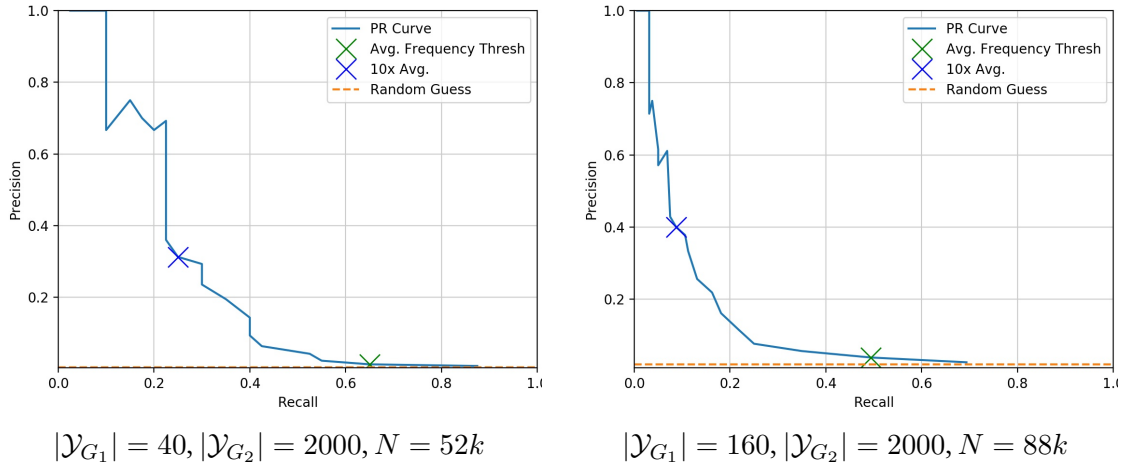 1.0
0.8
0.6
0.4
0.2
Precision
PR Curve
Avg. Frequency Thresh
10x Avg.
Random Guess
0.0 0.2 0.4 0.6 0.8 1.0
Recall
|𝒴_{G_1}| = 40, |𝒴_{G_2}| = 2000, N = 52k
1.0
0.8
0.6
0.4
0.2
Precision
PR Curve
Avg. Frequency Thresh
10x Avg.
Random Guess
0.0 0.2 0.4 0.6 0.8 1.0
Recall
|𝒴_{G_1}| = 160, |𝒴_{G_2}| = 2000, N = 88k